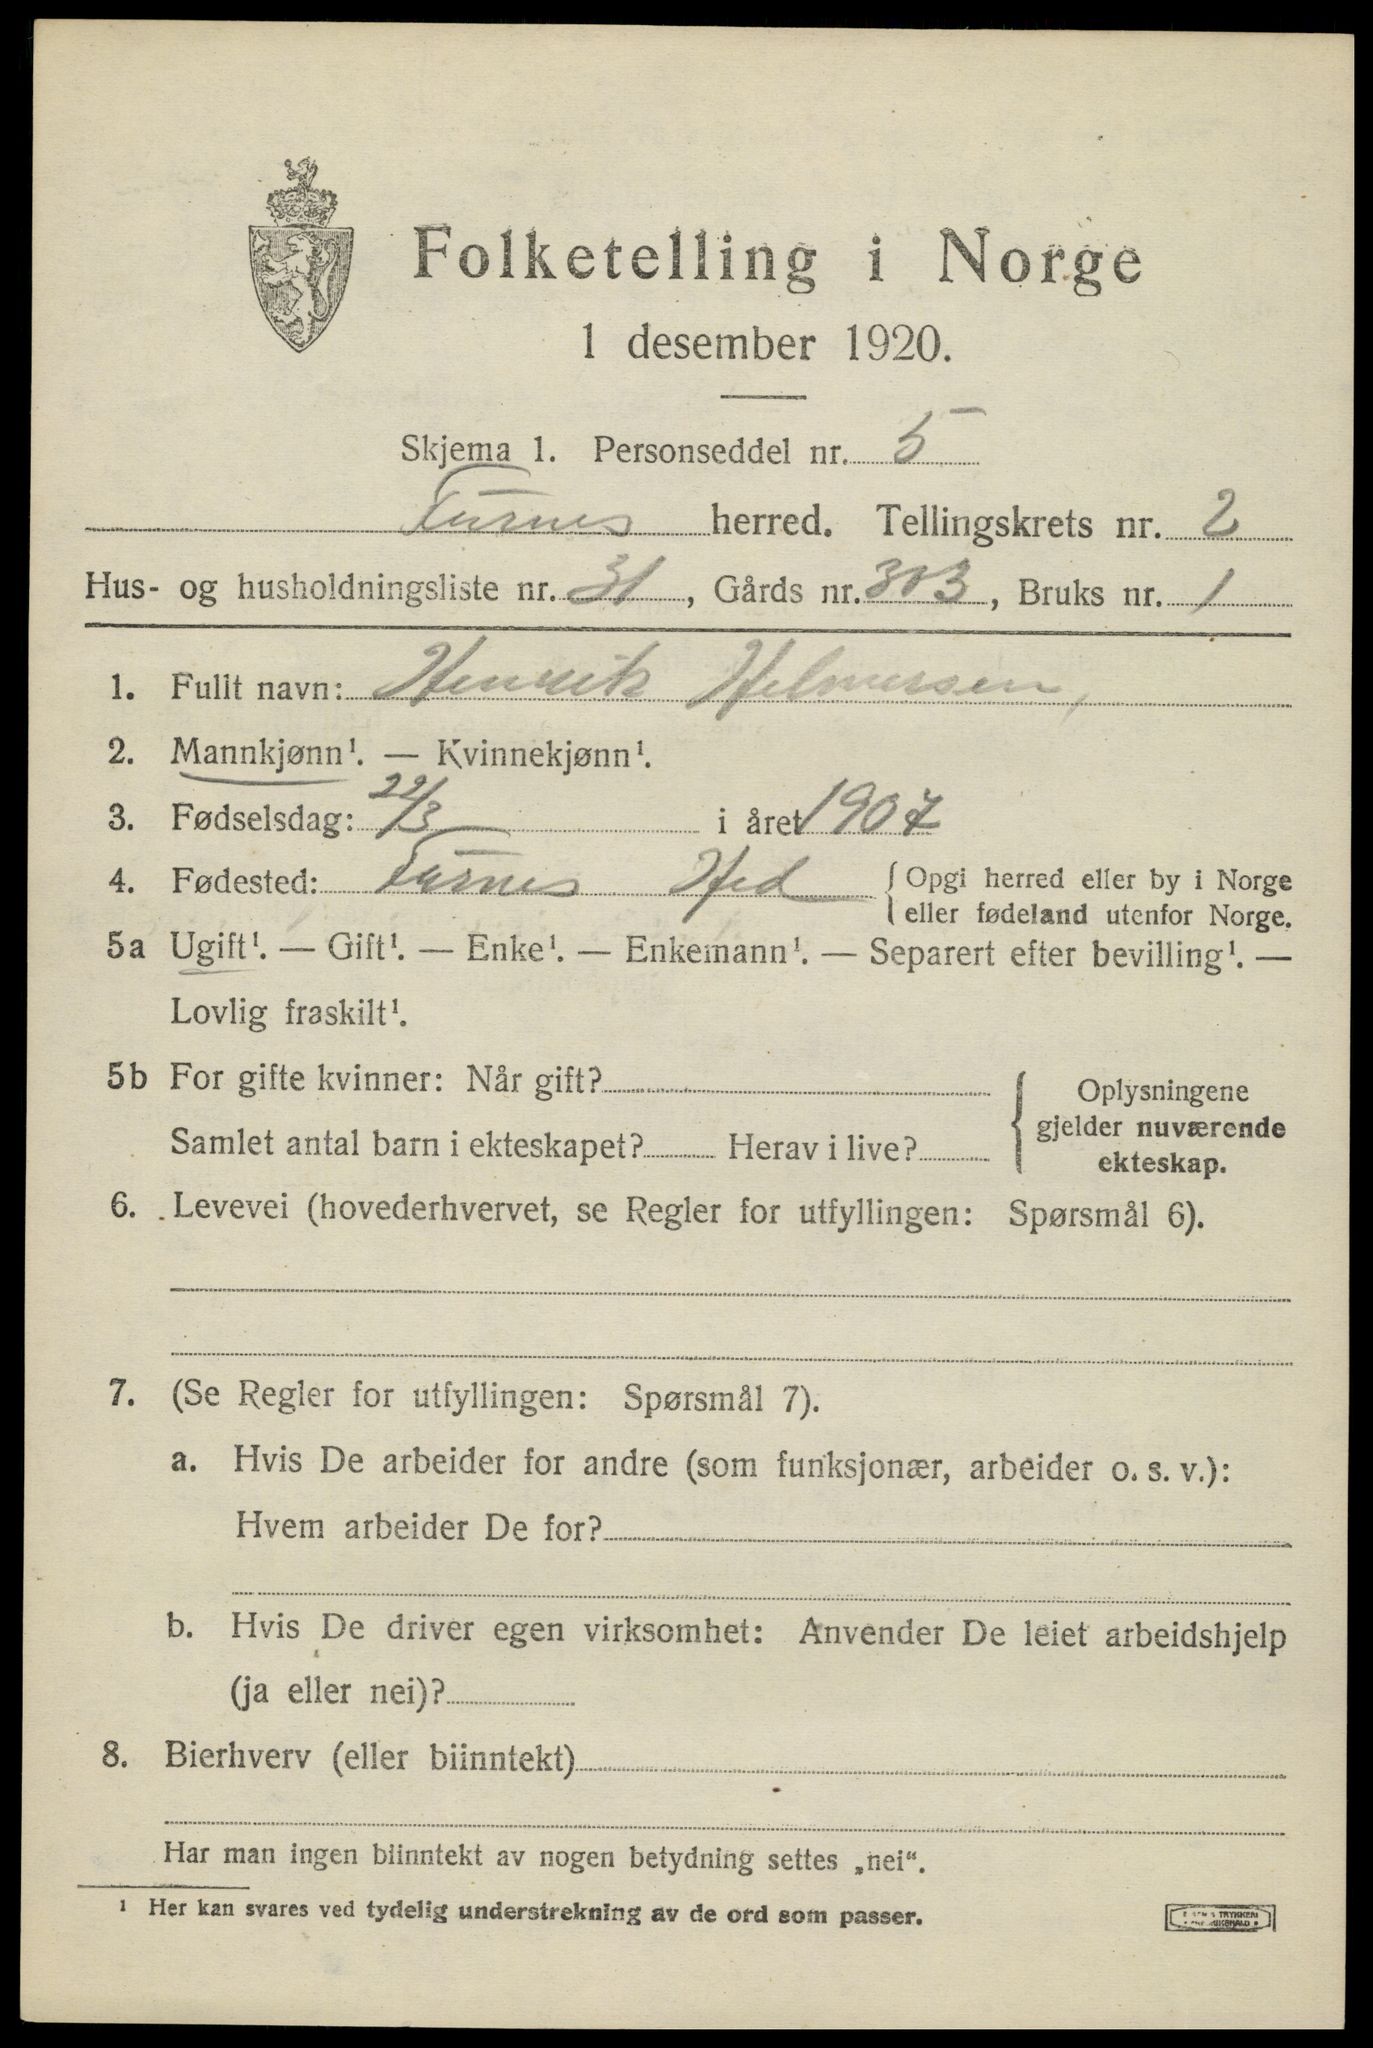 Folketelling i Norge
1 desember 1920.
Skjema 1. Personseddel nr. 5
Furnes herred. Tellingskrets nr. 2
Hus- og husholdningsliste nr. 31, Gårds nr. 303, Bruks nr. 1
1. Fullt navn: Henrik Helmersen,
2. Mannkjønn¹. — Kvinnekjønn¹.
3. Fødselsdag: 22/3 i året 1907
4. Fødested: Furnes Hed { Opgi herred eller by i Norge
eller fødeland utenfor Norge.
5a Ugift¹. — Gift¹. — Enke¹. — Enkemann¹. — Separert efter bevilling¹. —
Lovlig fraskilt¹.
5b For gifte kvinner: Når gift? { Oplysningene
gjelder nuværende
Samlet antal barn i ekteskapet? Herav i live?
ekteskap.
6. Levevei (hovederhvervet, se Regler for utfyllingen: Spørsmål 6).
7. (Se Regler for utfyllingen: Spørsmål 7).
a. Hvis De arbeider for andre (som funksjonær, arbeider o. s. v.):
Hvem arbeider De for?
b. Hvis De driver egen virksomhet: Anvender De leiet arbeidshjelp
(ja eller nei)?
8. Bierhverv (eller biinntekt)
Har man ingen biinntekt av nogen betydning settes „nei“.
¹ Her kan svares ved tydelig understrekning av de ord som passer.